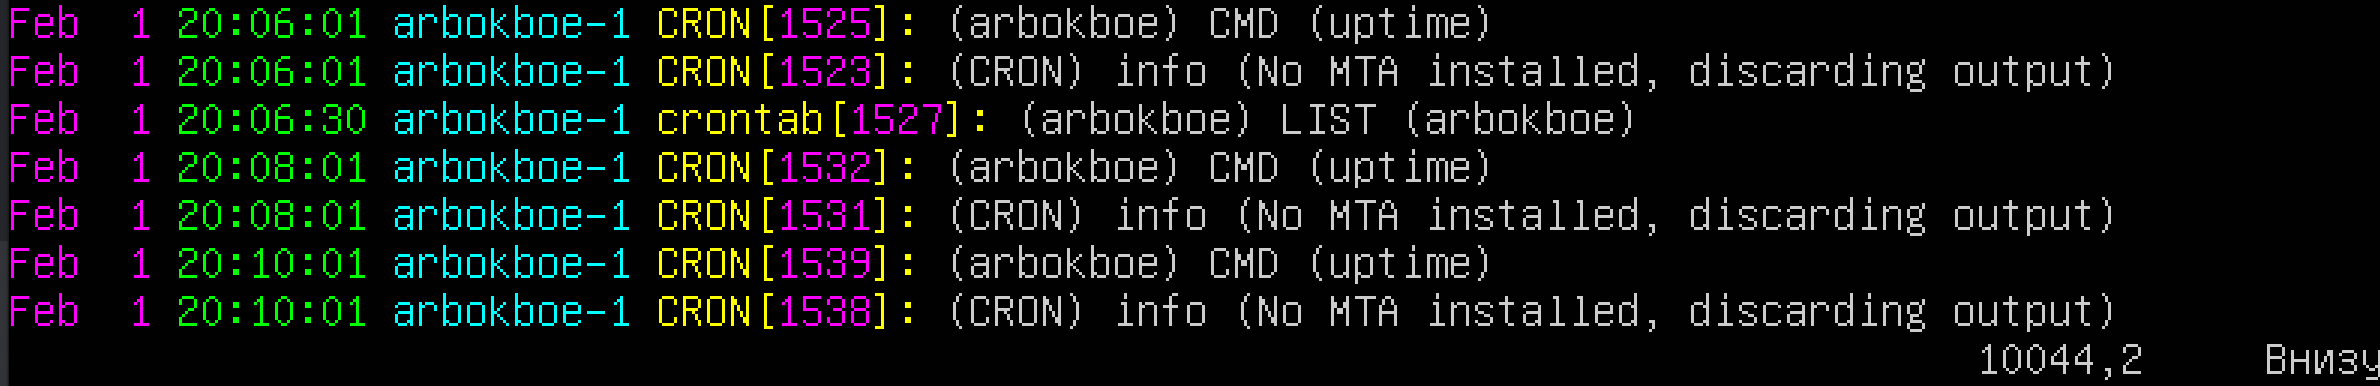 Feb  1 20:06:01 arbokboe-1 CRON[1525]: (arbokboe) CMD (uptime)
Feb  1 20:06:01 arbokboe-1 CRON[1523]: (CRON) info (No MTA installed, discarding output)
Feb  1 20:06:30 arbokboe-1 crontab[1527]: (arbokboe) LIST (arbokboe)
Feb  1 20:08:01 arbokboe-1 CRON[1532]: (arbokboe) CMD (uptime)
Feb  1 20:08:01 arbokboe-1 CRON[1531]: (CRON) info (No MTA installed, discarding output)
Feb  1 20:10:01 arbokboe-1 CRON[1539]: (arbokboe) CMD (uptime)
Feb  1 20:10:01 arbokboe-1 CRON[1538]: (CRON) info (No MTA installed, discarding output)
10044,2 Внизу